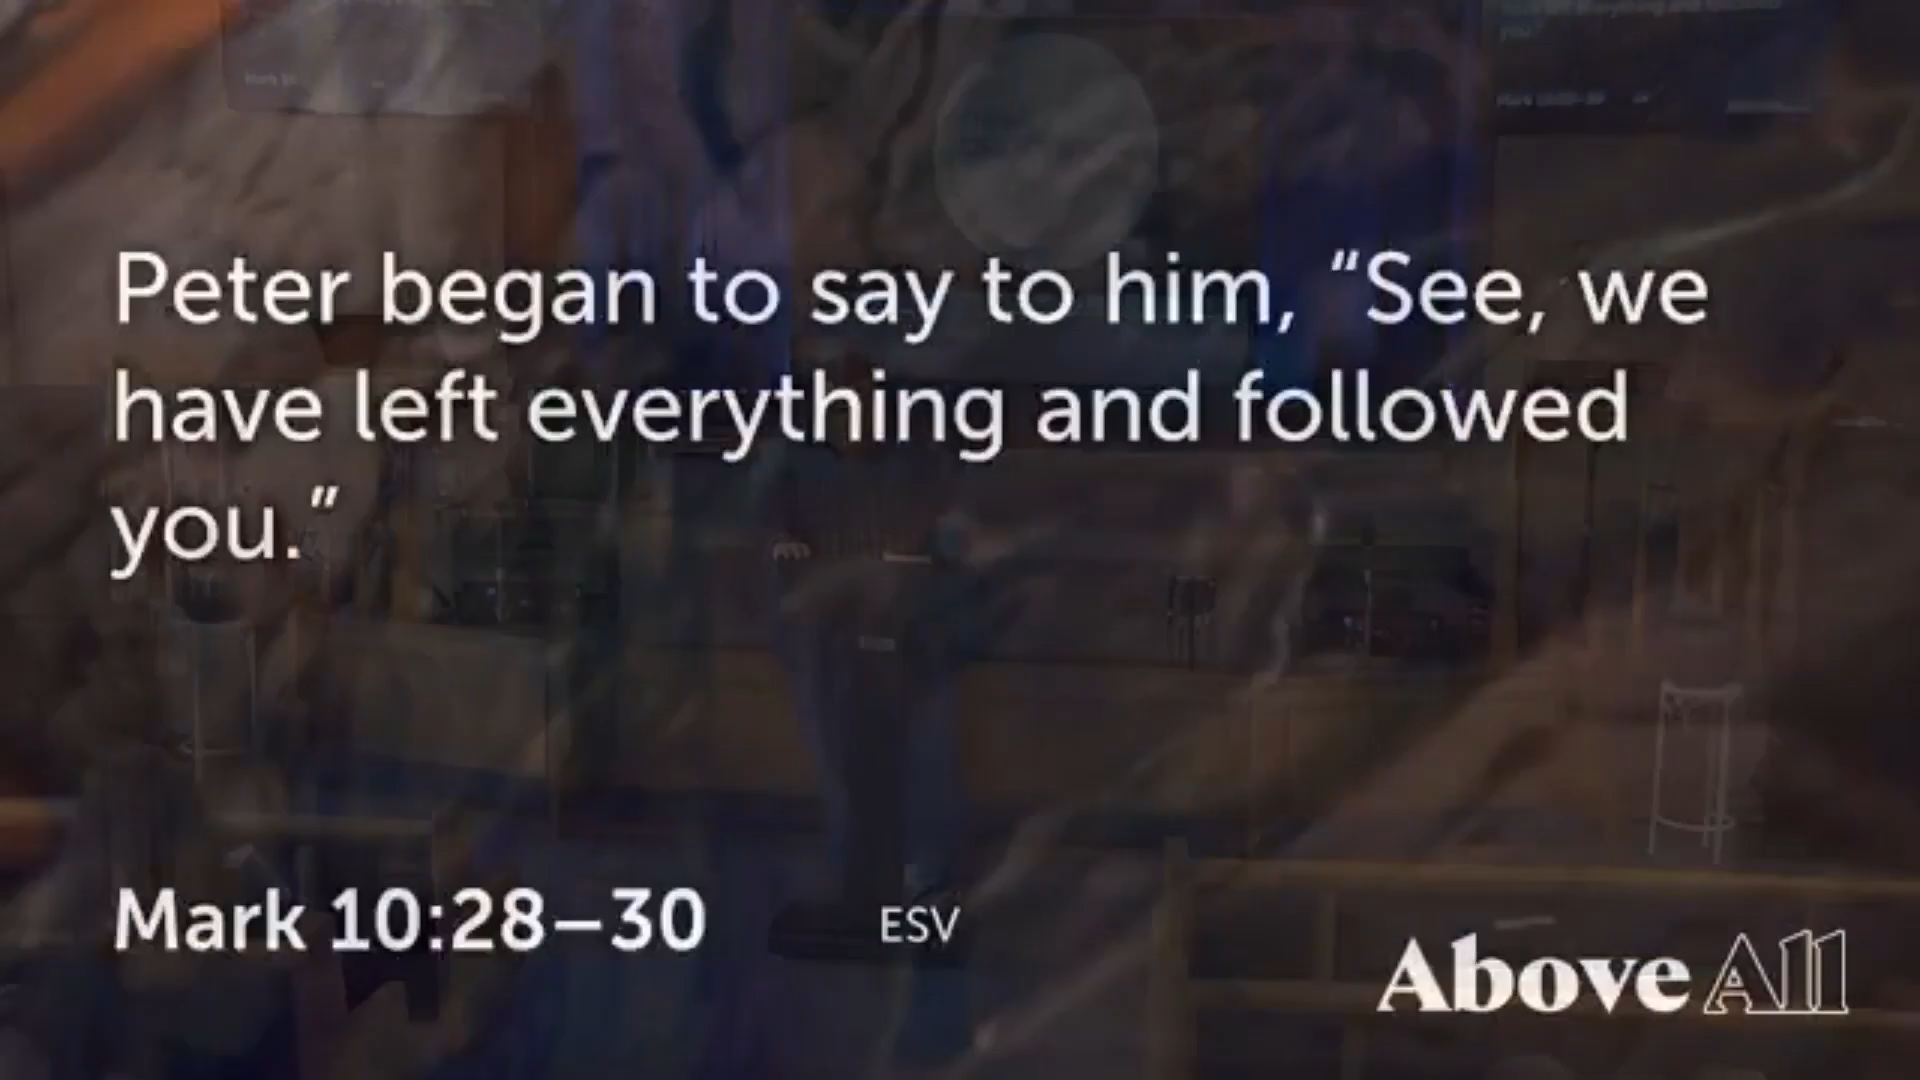 Peter began to say to him, “See, we
have left everything and followed
you.”
Mark 10:28–30 ESV
Above All